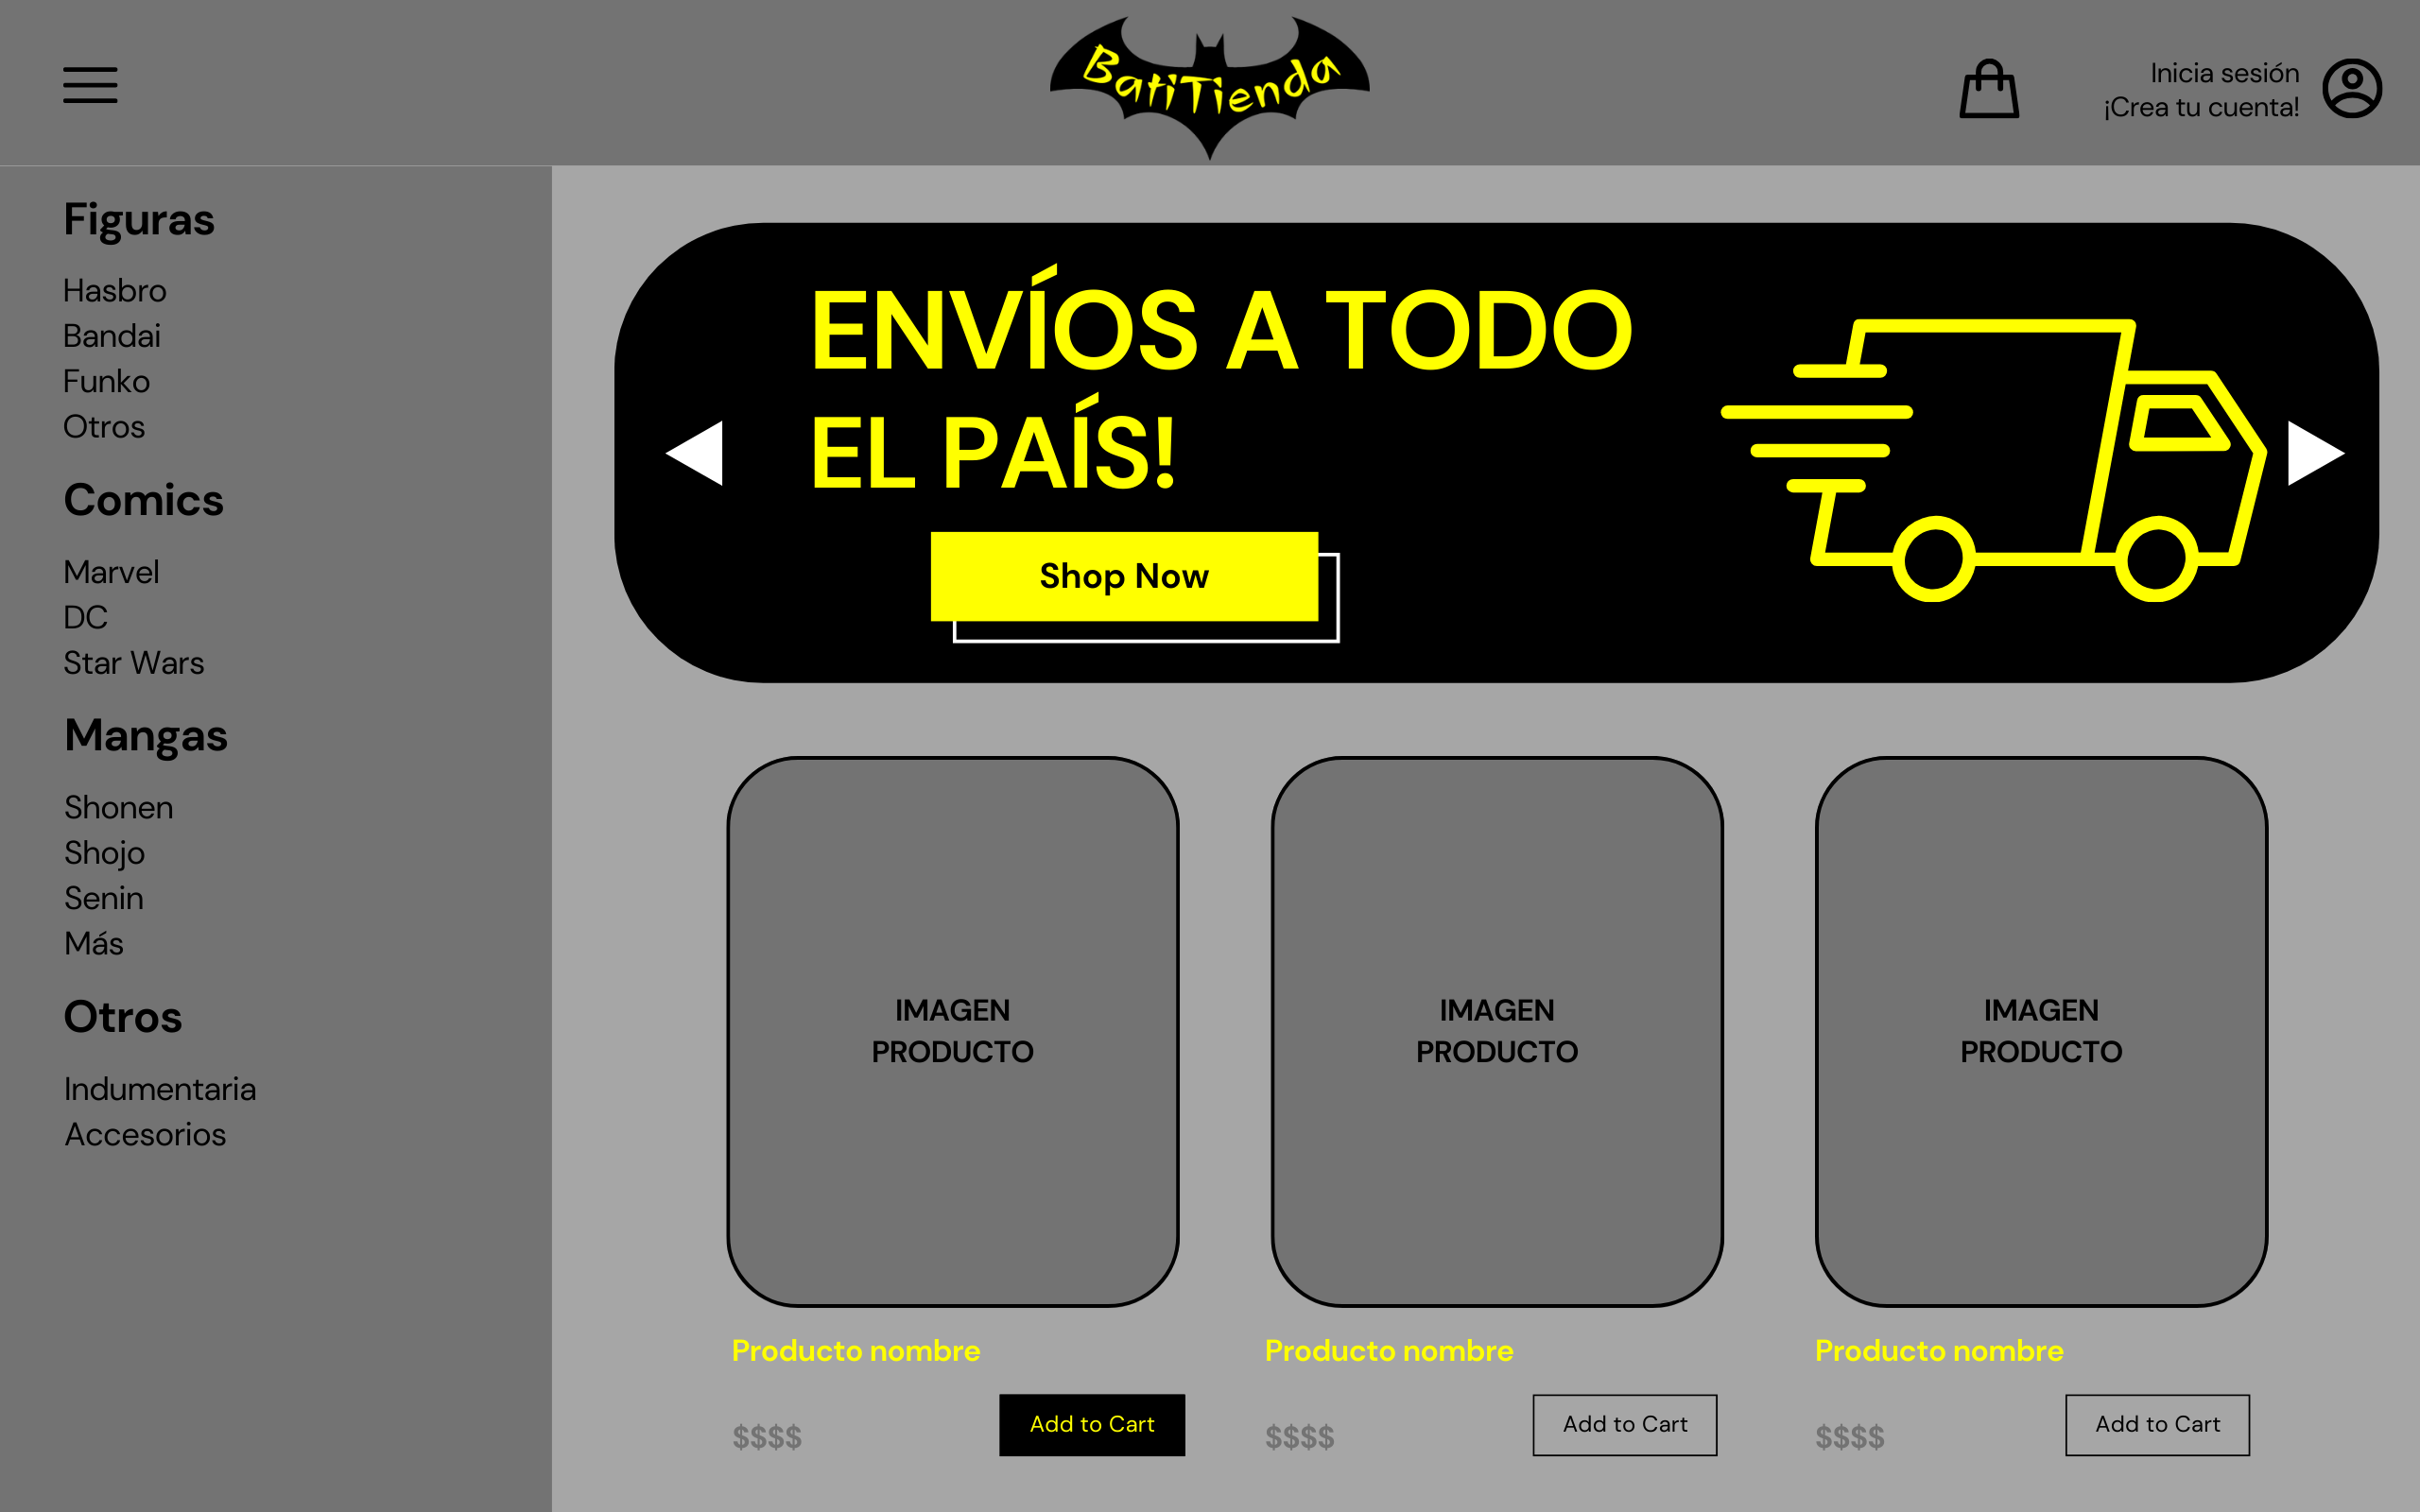 BatiTienda
Inicia sesión
¡Crea tu cuenta!
Figuras
Hasbro
Bandai
Funko
Otros
Comics
Marvel
DC
Star Wars
Mangas
Shonen
Shojo
Senin
Más
Otros
Indumentaria
Accesorios
ENVÍOS A TODO
EL PAÍS!
Shop Now
IMAGEN
PRODUCTO
IMAGEN
PRODUCTO
IMAGEN
PRODUCTO
Producto nombre
Producto nombre
Producto nombre
$$$$
Add to Cart
$$$$
Add to Cart
$$$$
Add to Cart